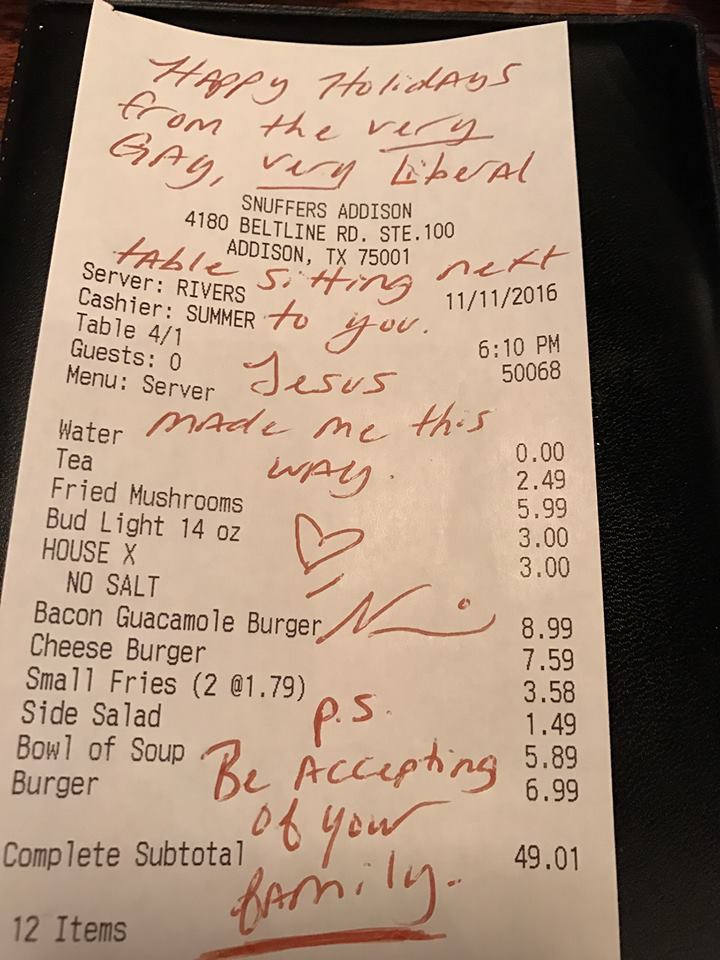 Happy Holidays
from the very
GAy, very Liberal
SNUFFERS ADDISON
4180 BELTLINE RD. STE.100
ADDISON, TX 75001
tAble sitting next
Server: RIVERS 11/11/2016
Cashier: SUMMER to you.
Table 4/1 6:10 PM
Guests: 0 Jesus 50068
Menu: Server
made me this
Water 0.00
Tea way. 2.49
Fried Mushrooms 5.99
Bud Light 14 oz 3.00
HOUSE X 3.00
NO SALT
Bacon Guacamole Burger 8.99
Cheese Burger 7.59
Small Fries (2 @1.79) 3.58
Side Salad p.s. 1.49
Bowl of Soup 5.89
Be Accepting
Burger 6.99
of your
Complete Subtotal 49.01
family.
12 Items